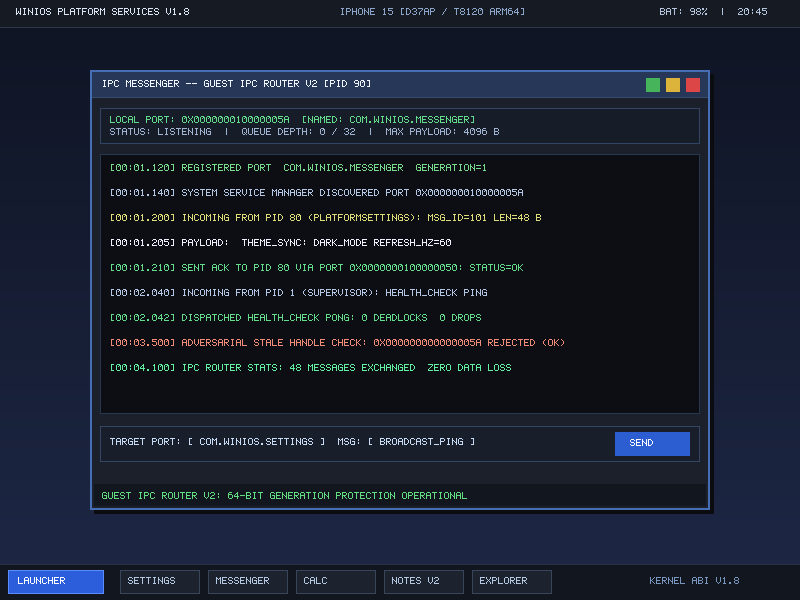 WINIOS PLATFORM SERVICES V1.8
IPHONE 15 [D37AP / T8120 ARM64]
BAT: 98% | 20:45
IPC MESSENGER -- GUEST IPC ROUTER V2 [PID 90]
LOCAL PORT: 0X000000010000005A [NAMED: COM.WINIOS.MESSENGER]
STATUS: LISTENING | QUEUE DEPTH: 0 / 32 | MAX PAYLOAD: 4096 B
[00:01.120] REGISTERED PORT COM.WINIOS.MESSENGER GENERATION=1
[00:01.140] SYSTEM SERVICE MANAGER DISCOVERED PORT 0X000000010000005A
[00:01.200] INCOMING FROM PID 80 (PLATFORMSETTINGS): MSG_ID=101 LEN=48 B
[00:01.205] PAYLOAD: THEME_SYNC: DARK_MODE REFRESH_HZ=60
[00:01.210] SENT ACK TO PID 80 VIA PORT 0X0000000100000050: STATUS=OK
[00:02.040] INCOMING FROM PID 1 (SUPERVISOR): HEALTH_CHECK PING
[00:02.042] DISPATCHED HEALTH_CHECK PONG: 0 DEADLOCKS 0 DROPS
[00:03.500] ADVERSARIAL STALE HANDLE CHECK: 0X000000000000005A REJECTED (OK)
[00:04.100] IPC ROUTER STATS: 48 MESSAGES EXCHANGED ZERO DATA LOSS
TARGET PORT: [ COM.WINIOS.SETTINGS ] MSG: [ BROADCAST_PING ]
SEND
GUEST IPC ROUTER V2: 64-BIT GENERATION PROTECTION OPERATIONAL
LAUNCHER
SETTINGS
MESSENGER
CALC
NOTES V2
EXPLORER
KERNEL ABI V1.8